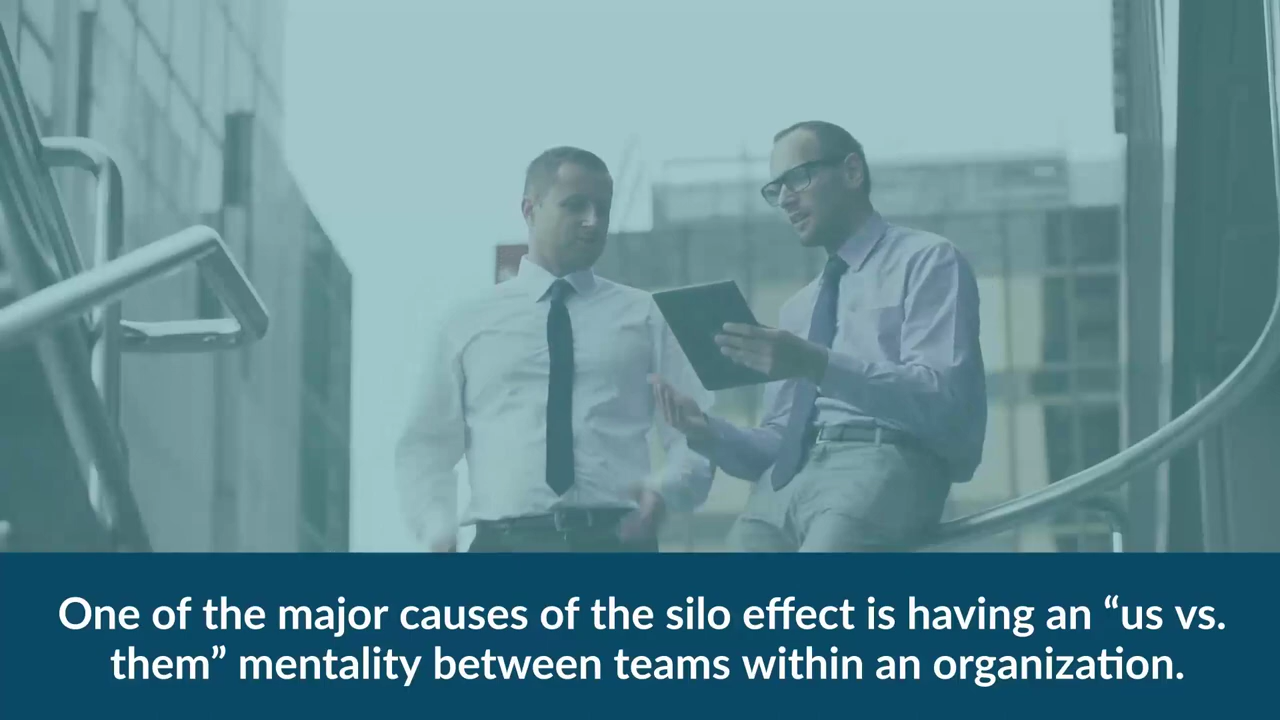 One of the major causes of the silo effect is having an “us vs.
them” mentality between teams within an organization.